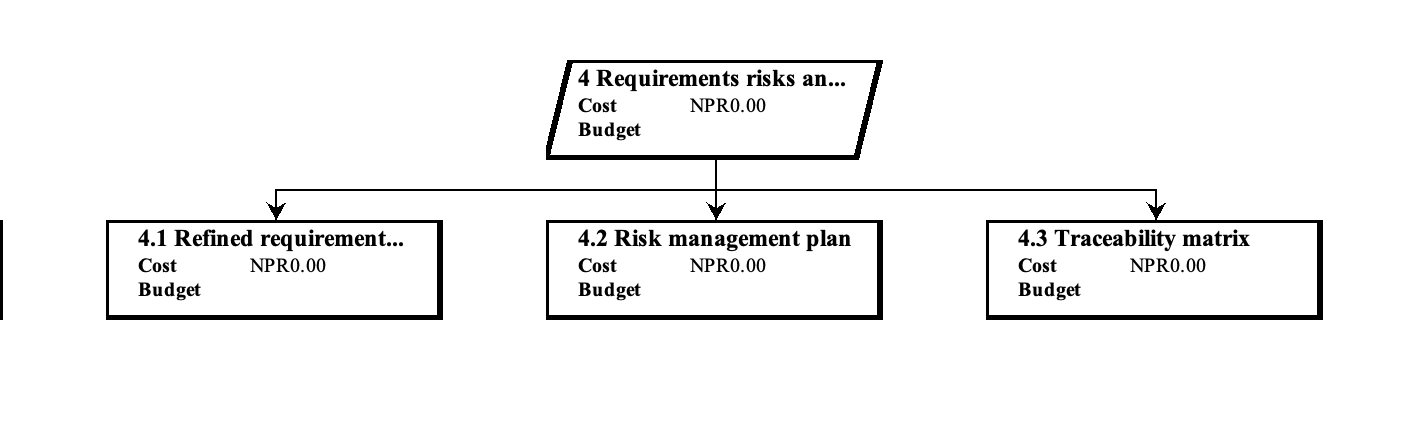 4 Requirements risks an...
Cost NPR0.00
Budget
4.1 Refined requirement...
Cost NPR0.00
Budget
4.2 Risk management plan
Cost NPR0.00
Budget
4.3 Traceability matrix
Cost NPR0.00
Budget